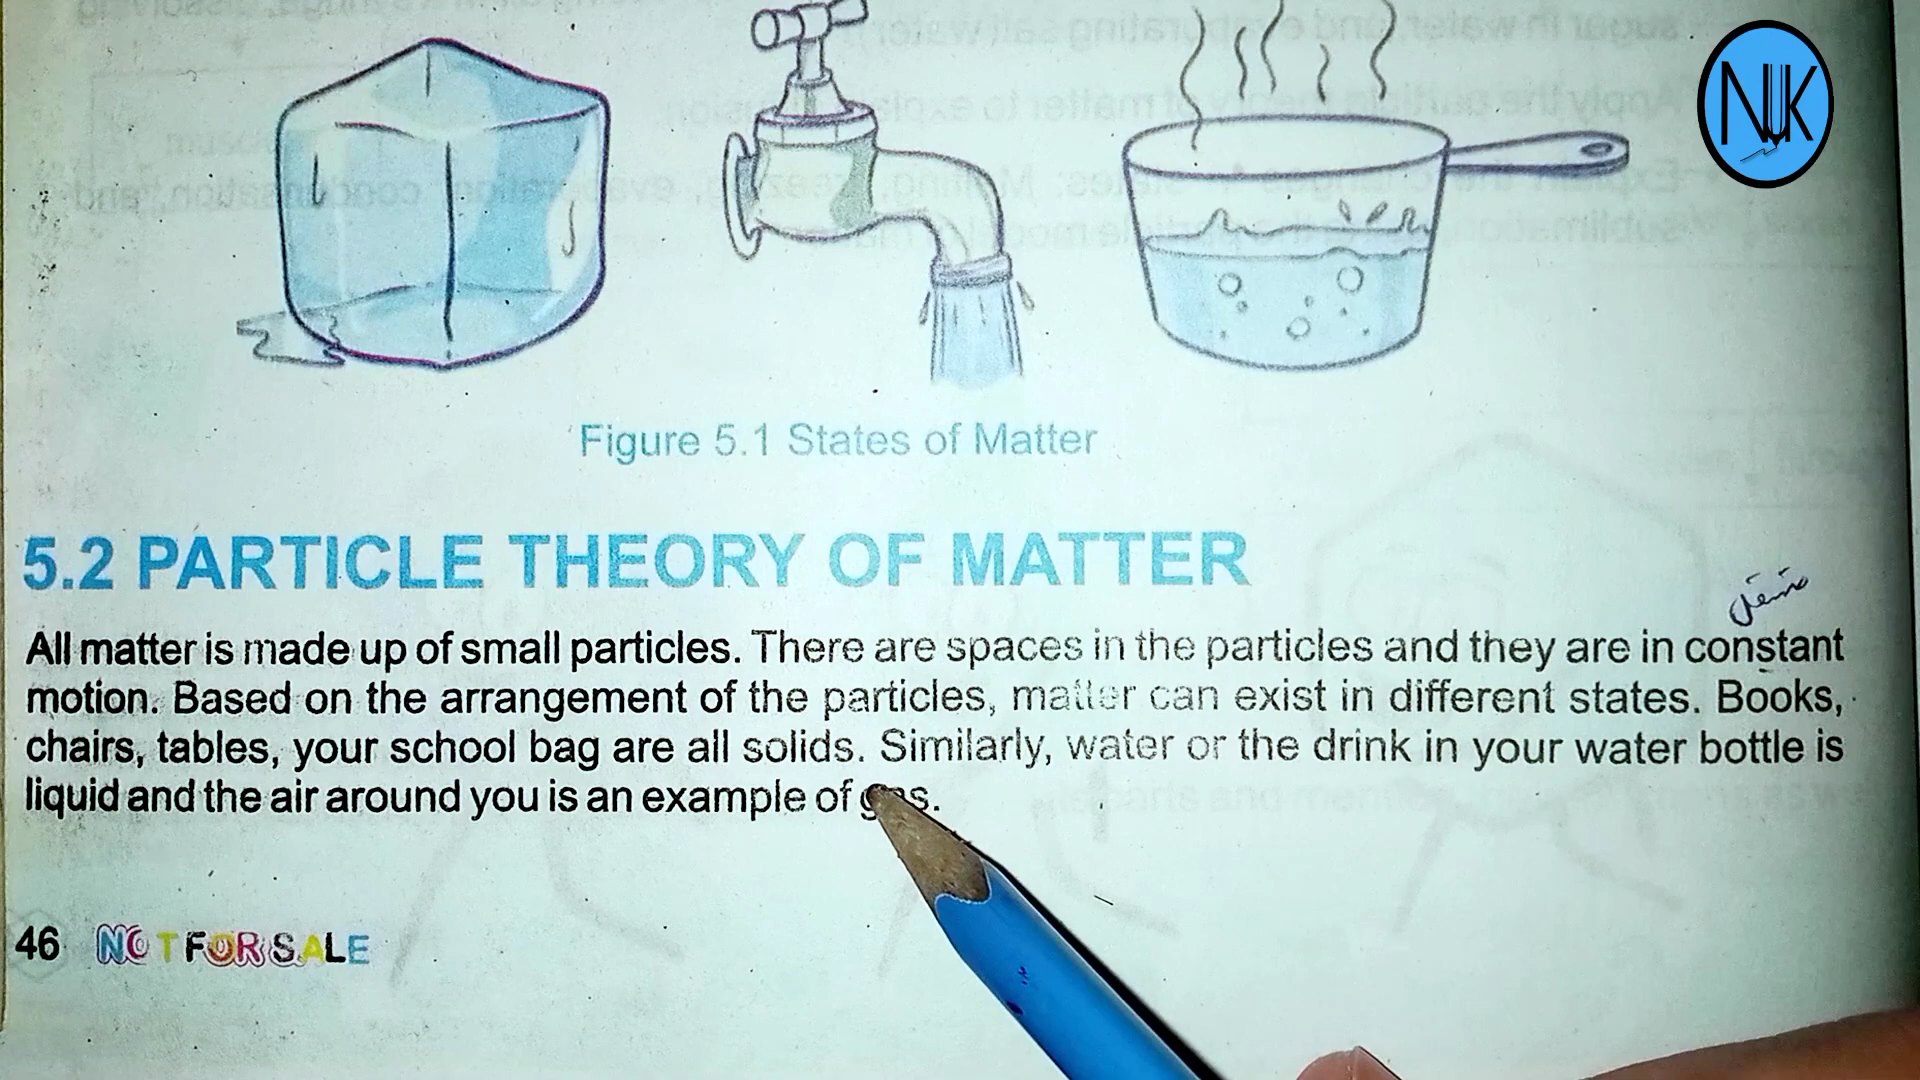 NK
Figure 5.1 States of Matter
5.2 PARTICLE THEORY OF MATTER
All matter is made up of small particles. There are spaces in the particles and they are in constant
motion. Based on the arrangement of the particles, matter can exist in different states. Books,
chairs, tables, your school bag are all solids. Similarly, water or the drink in your water bottle is
liquid and the air around you is an example of gas.
46 NOT FOR SALE